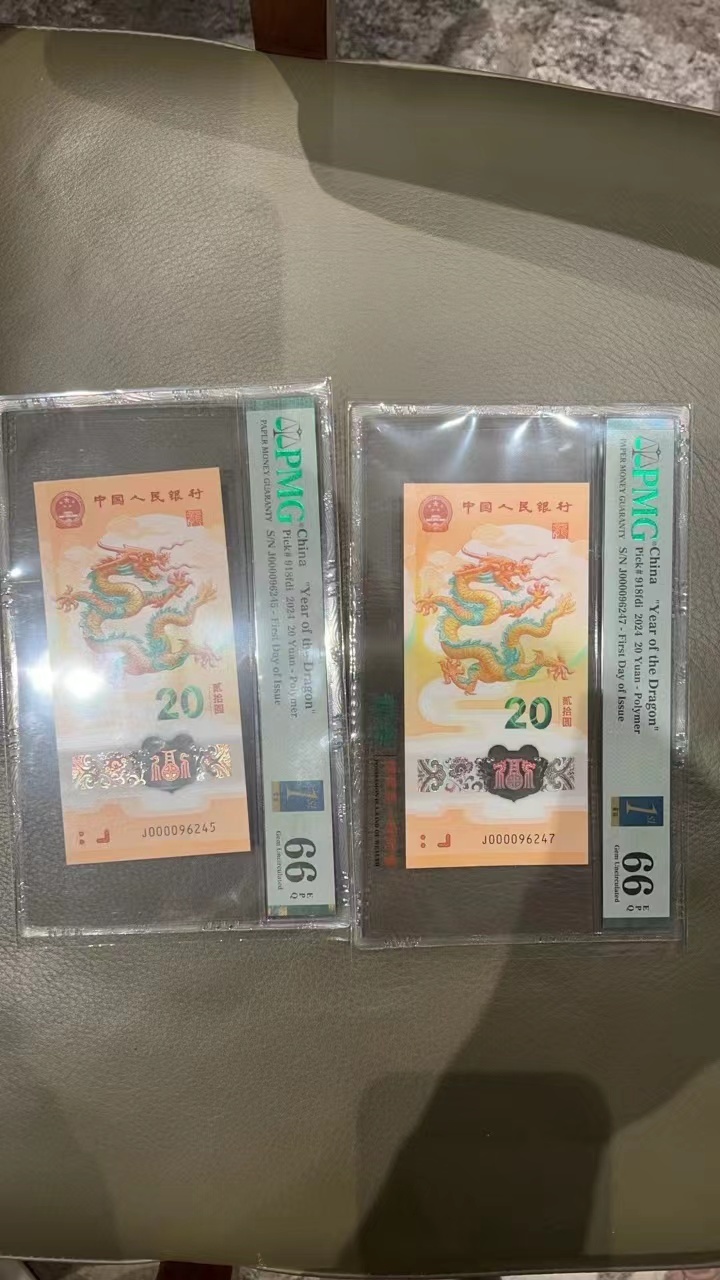 中国人民银行
20
贰拾圆
J000096245
PMG
PAPER MONEY GUARANTY
China "Year of the Dragon"
Pick# 918fdi 2024 20 Yuan - Polymer
S/N J000096245 - First Day of Issue
1st
66 EPQ
Gem Uncirculated
中国人民银行
20
贰拾圆
J000096247
PMG
PAPER MONEY GUARANTY
China "Year of the Dragon"
Pick# 918fdi 2024 20 Yuan - Polymer
S/N J000096247 - First Day of Issue
1st
66 EPQ
Gem Uncirculated